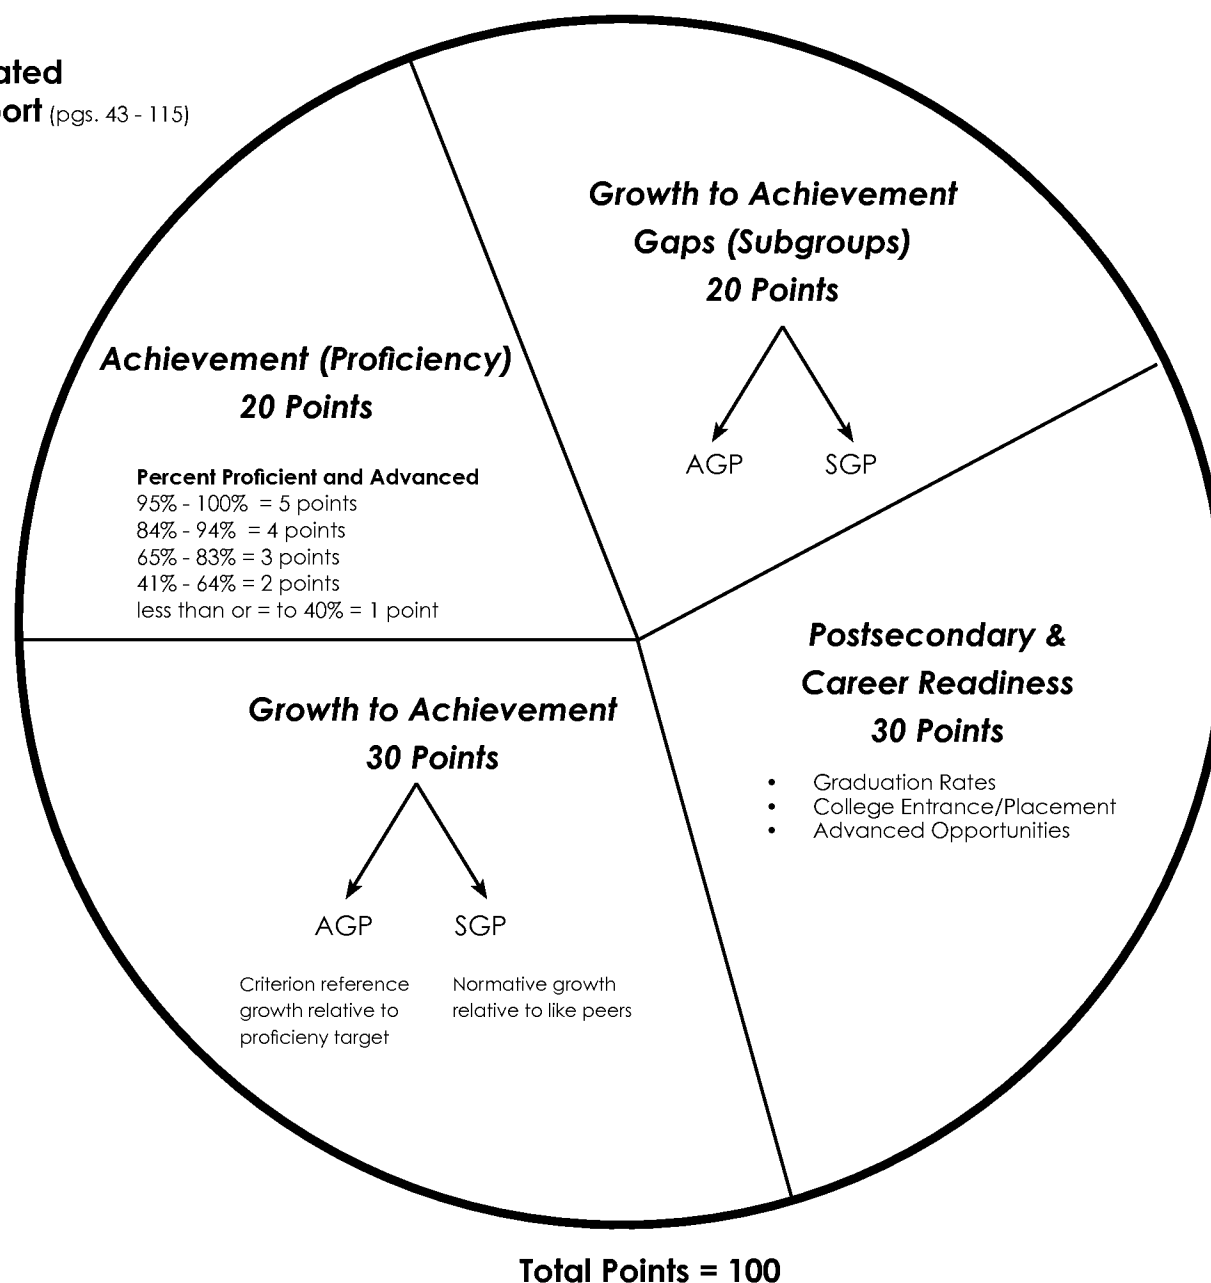 ated
ort (pgs. 43 - 115)
Growth to Achievement
Gaps (Subgroups)
20 Points
AGP SGP
Achievement (Proficiency)
20 Points
Percent Proficient and Advanced
95% - 100% = 5 points
84% - 94% = 4 points
65% - 83% = 3 points
41% - 64% = 2 points
less than or = to 40% = 1 point
Postsecondary &
Career Readiness
30 Points
• Graduation Rates
• College Entrance/Placement
• Advanced Opportunities
Growth to Achievement
30 Points
AGP SGP
Criterion reference
growth relative to
proficieny target
Normative growth
relative to like peers
Total Points = 100